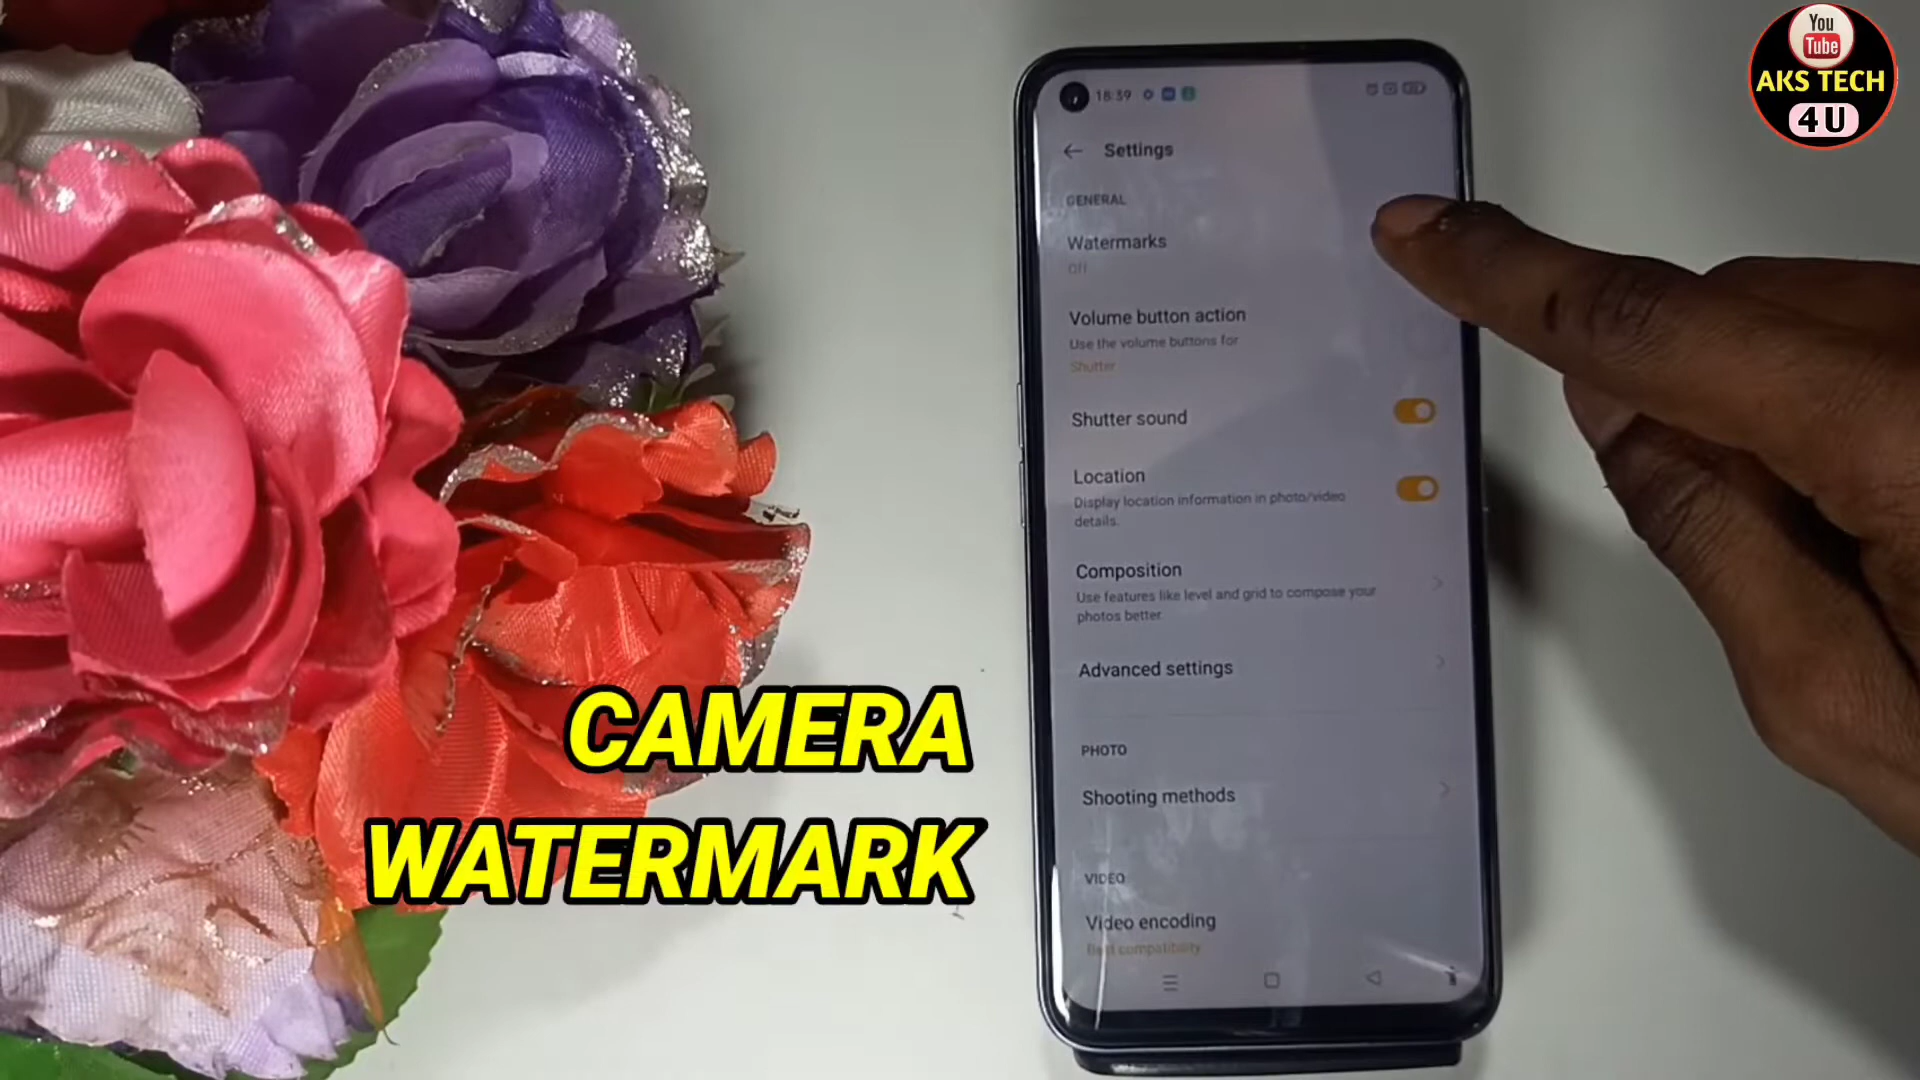 You
Tube
AKS TECH
4U
18:39
Settings
GENERAL
Watermarks
Off
Volume button action
Use the volume buttons for
Shutter
Shutter sound
Location
Display location information in photo/video
details.
Composition
Use features like level and grid to compose your
photos better.
Advanced settings
PHOTO
Shooting methods
VIDEO
Video encoding
Best compatibility
CAMERA
WATERMARK